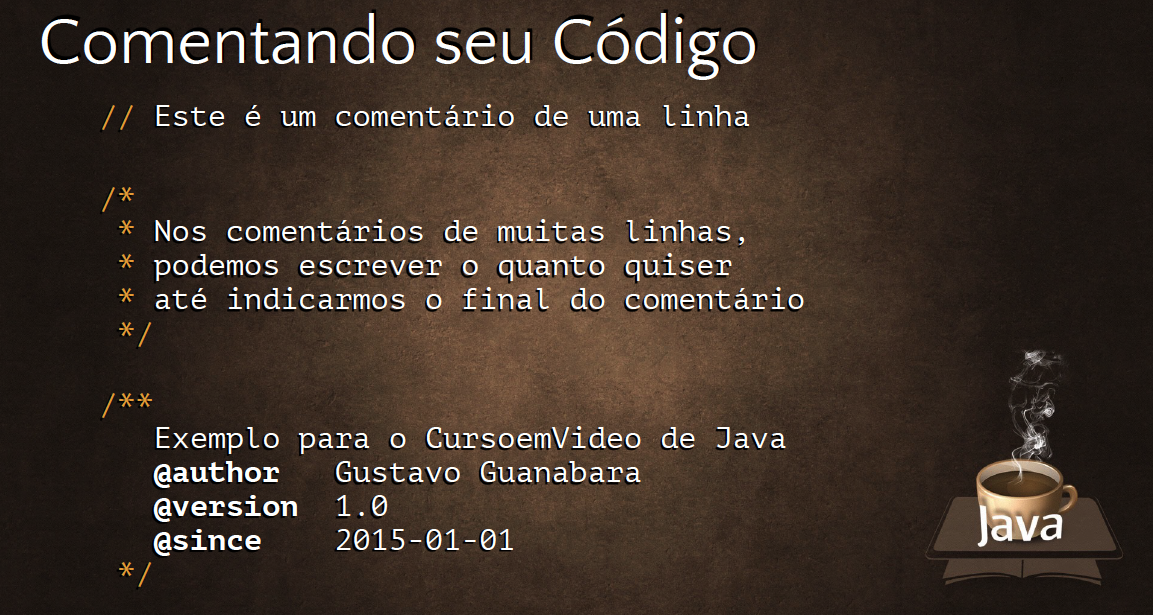 Comentando seu Código
// Este é um comentário de uma linha
/*
* Nos comentários de muitas linhas,
* podemos escrever o quanto quiser
* até indicarmos o final do comentário
*/
/**
Exemplo para o CursoemVideo de Java
@author Gustavo Guanabara
@version 1.0
@since 2015-01-01
*/
Java